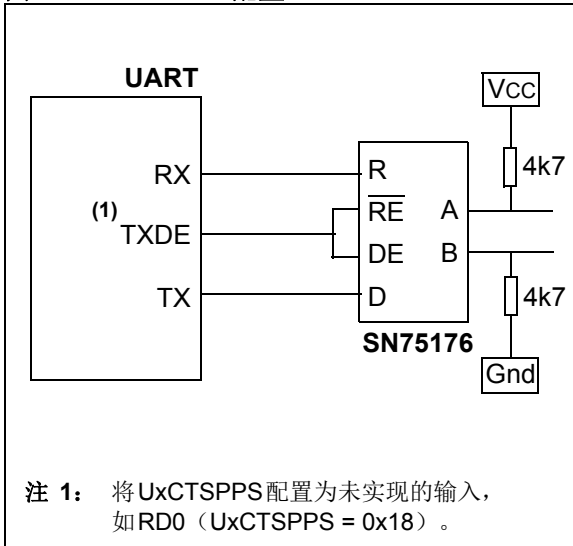 UART
VCC
RX
R
4k7
(1)
TXDE
RE
A
DE
B
TX
D
4k7
SN75176
Gnd
注 1： 将UxCTSPPS配置为未实现的输入，
如RD0（UxCTSPPS = 0x18）。